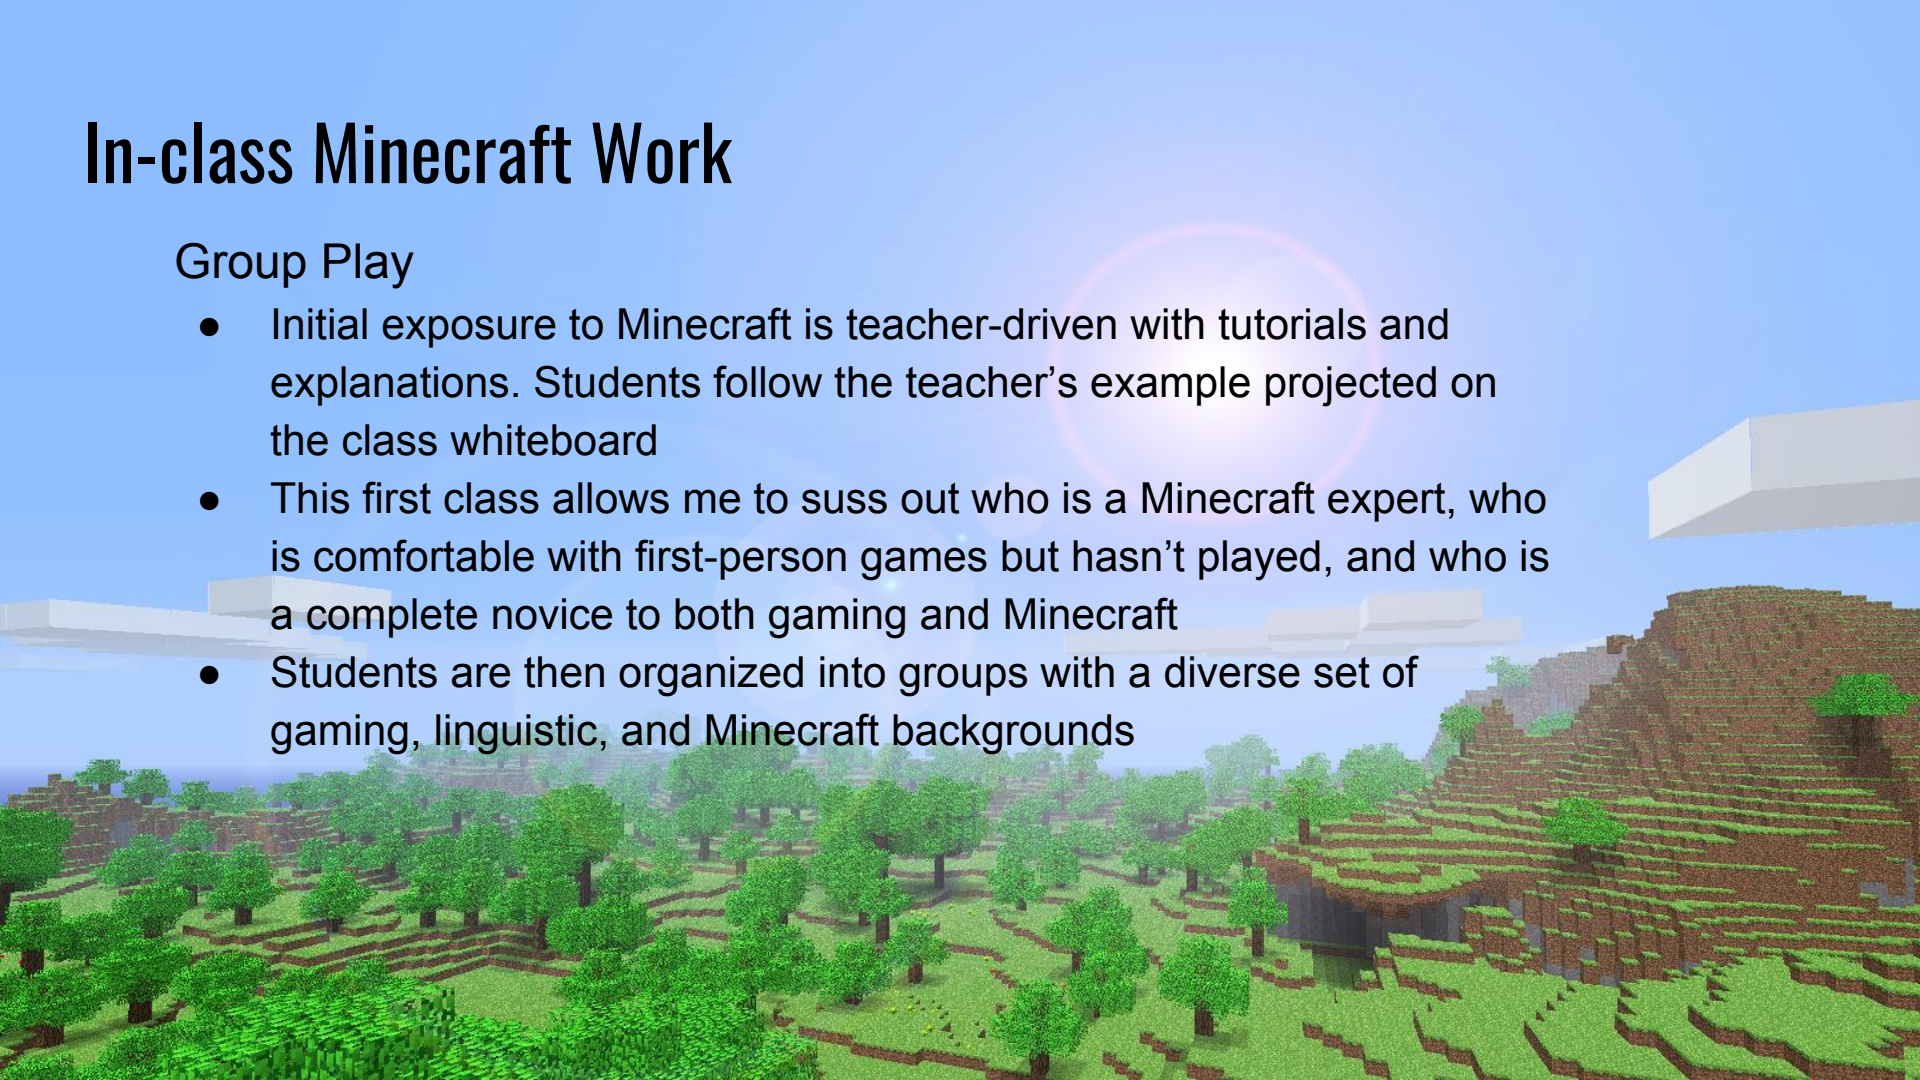 In-class Minecraft Work
Group Play
● Initial exposure to Minecraft is teacher-driven with tutorials and
explanations. Students follow the teacher’s example projected on
the class whiteboard
● This first class allows me to suss out who is a Minecraft expert, who
is comfortable with first-person games but hasn’t played, and who is
a complete novice to both gaming and Minecraft
● Students are then organized into groups with a diverse set of
gaming, linguistic, and Minecraft backgrounds